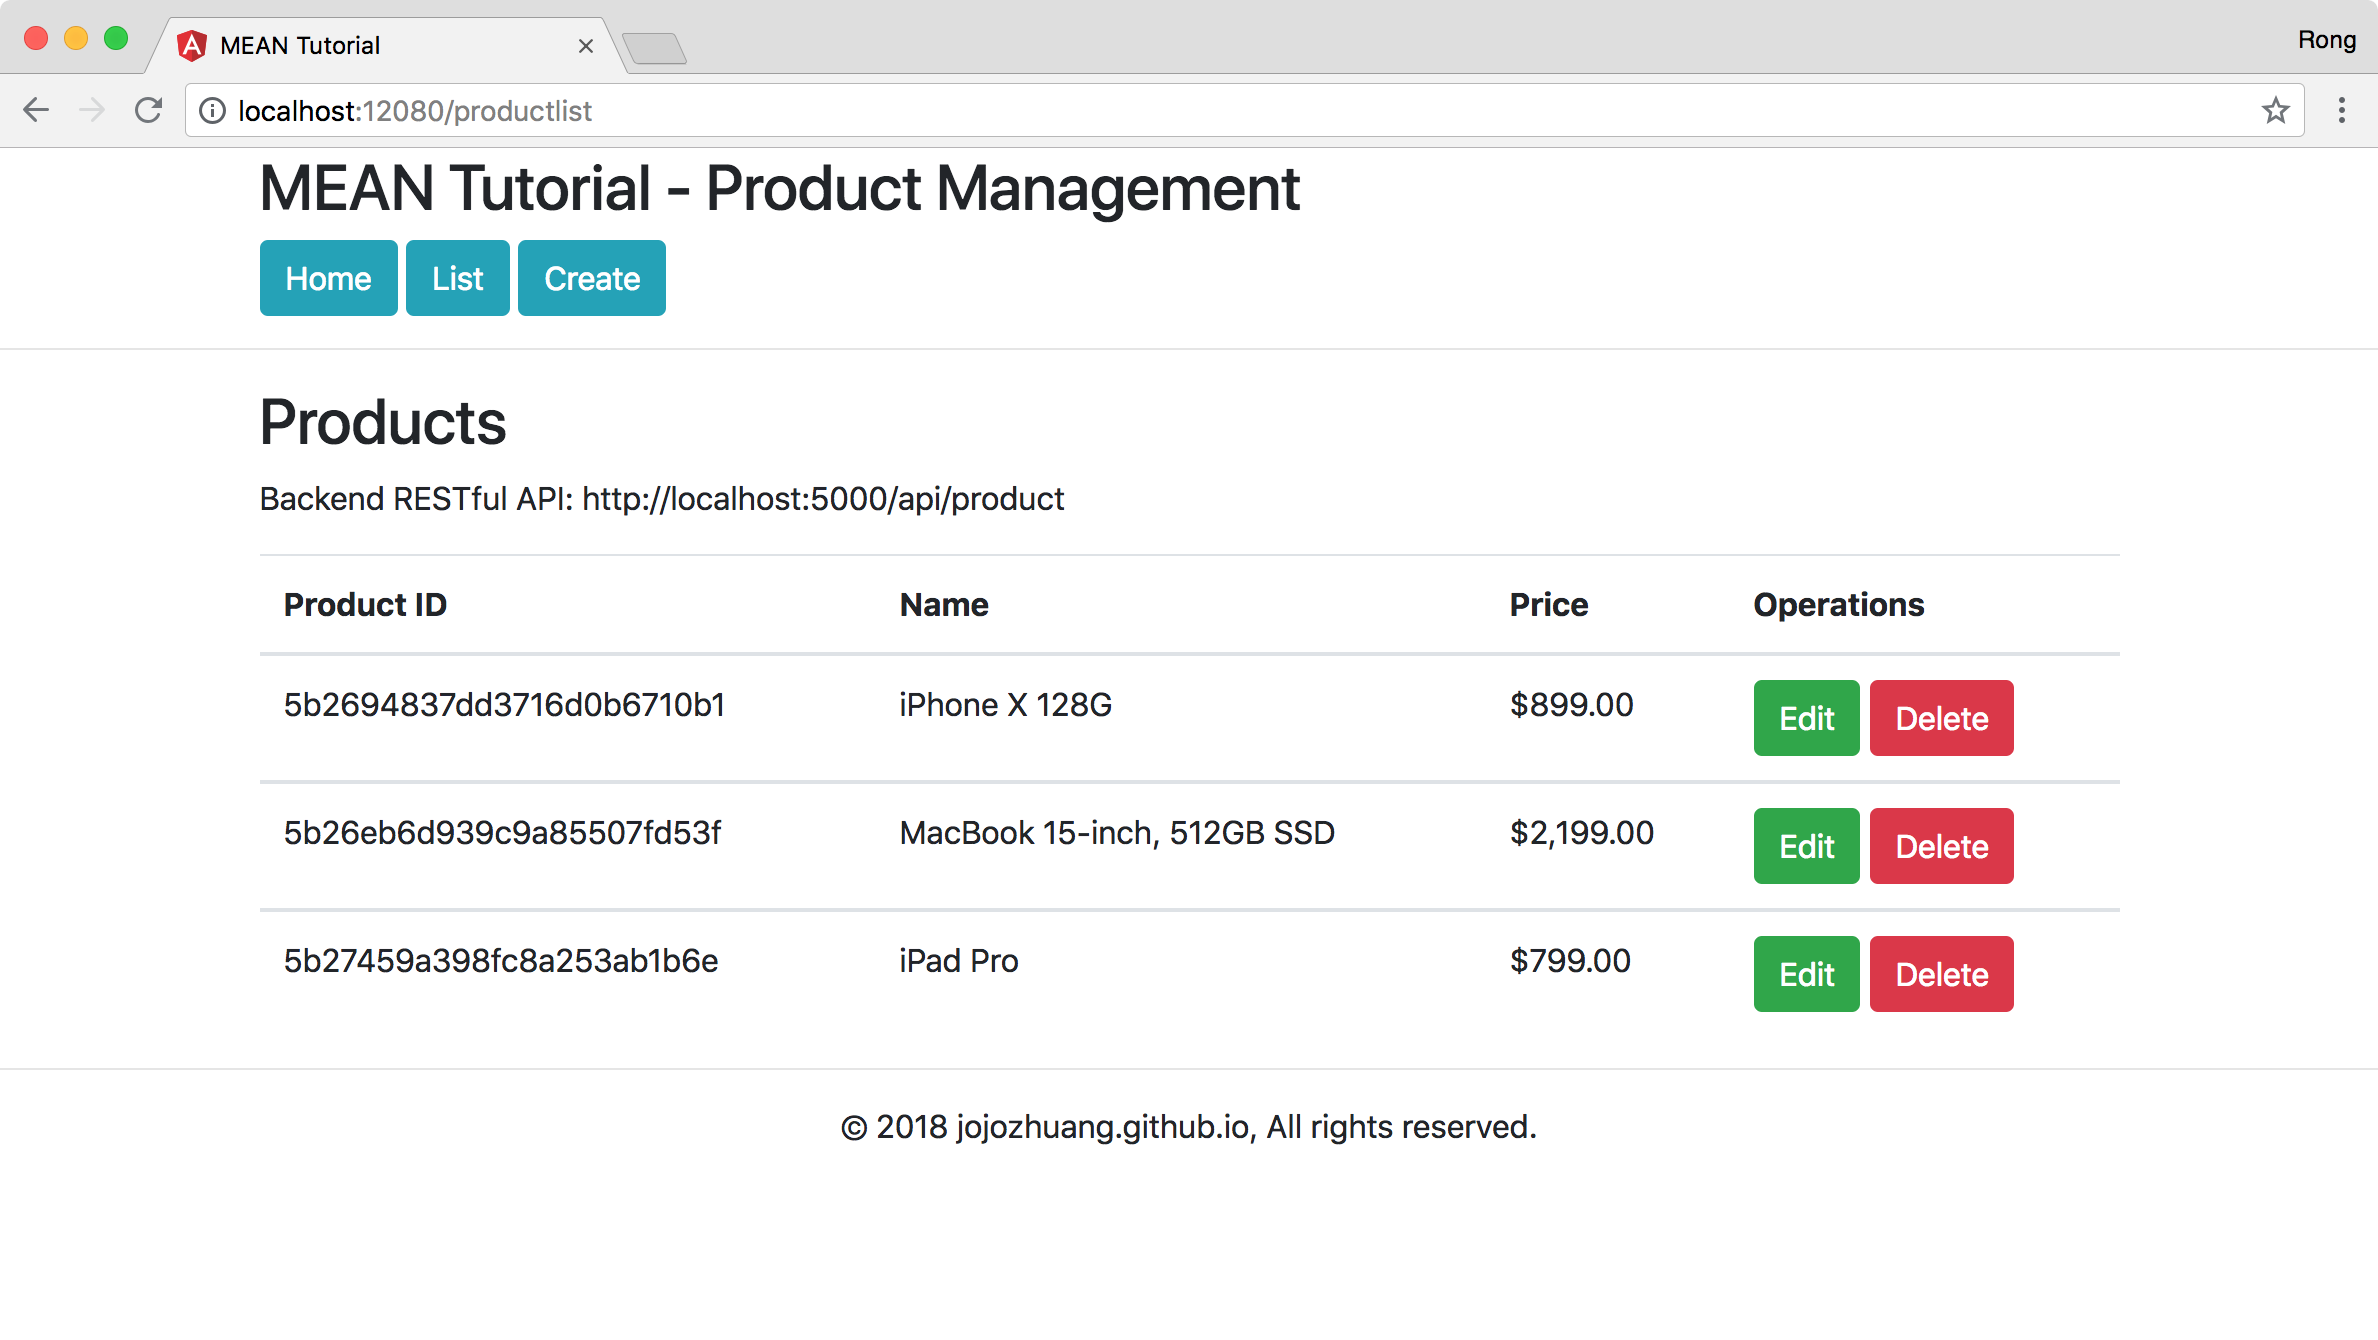 MEAN Tutorial
Rong
localhost:12080/productlist
MEAN Tutorial - Product Management
Home List Create
Products
Backend RESTful API: http://localhost:5000/api/product
Product ID Name Price Operations
5b2694837dd3716d0b6710b1 iPhone X 128G $899.00 Edit Delete
5b26eb6d939c9a85507fd53f MacBook 15-inch, 512GB SSD $2,199.00 Edit Delete
5b27459a398fc8a253ab1b6e iPad Pro $799.00 Edit Delete
© 2018 jojozhuang.github.io, All rights reserved.